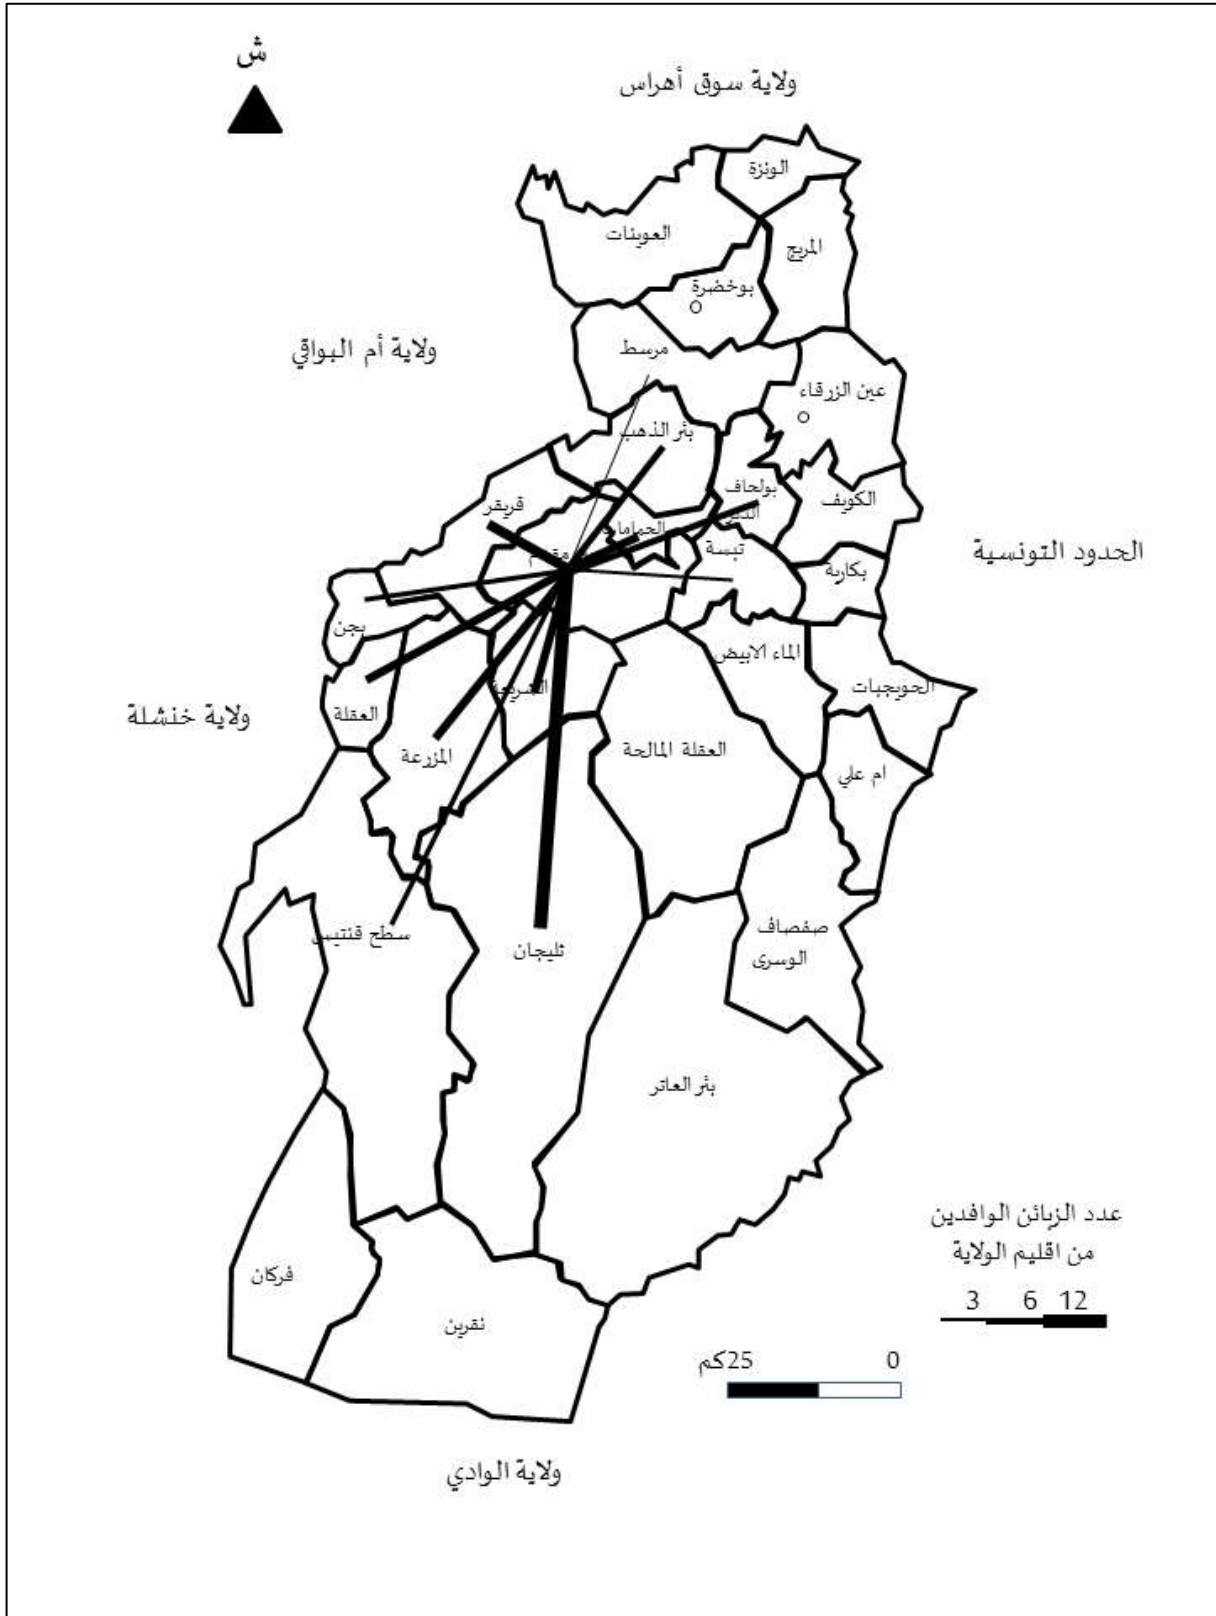 ش
ولاية سوق أهراس
الونزة
العوينات
المريج
بوخضرة
ولاية أم البواقي
مرسط
عين الزرقاء
بئر الذهب
بولحاف
الكويف
قريقر
تبسة
الحدود التونسية
بكارية
بجن
الماء الابيض
الشريعة
الحويجبات
ولاية خنشلة
العقلة
المزرعة
العقلة المالحة
ام علي
سطح قنتيس
ثليجان
صفصاف
الوسرى
بئر العاتر
عدد الزبائن الوافدين
من اقليم الولاية
3 6 12
فركان
نقرين
25كم 0
ولاية الوادي